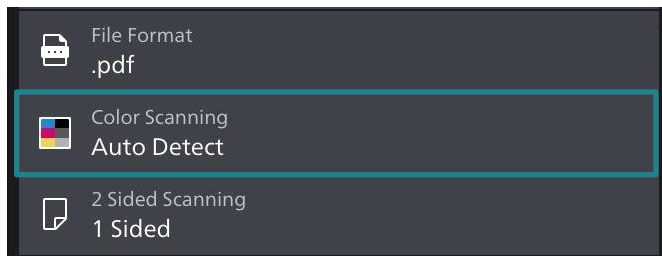 File Format
.pdf
Color Scanning
Auto Detect
2 Sided Scanning
1 Sided